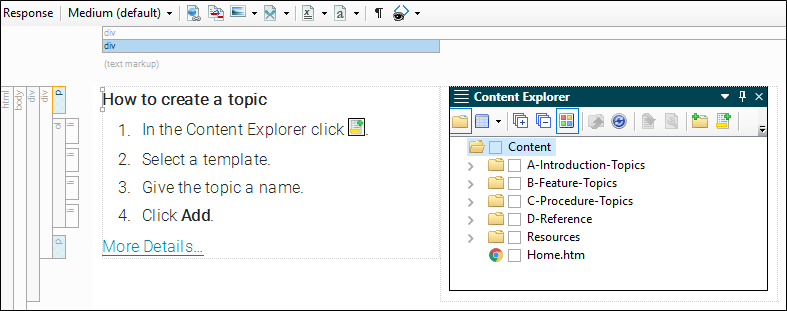 Response Medium (default)
div
div
(text markup)
html
body
div
div
p
ol
li
li
li
li
p
How to create a topic
1. In the Content Explorer click .
2. Select a template.
3. Give the topic a name.
4. Click Add.
More Details...
Content Explorer
Content
A-Introduction-Topics
B-Feature-Topics
C-Procedure-Topics
D-Reference
Resources
Home.htm